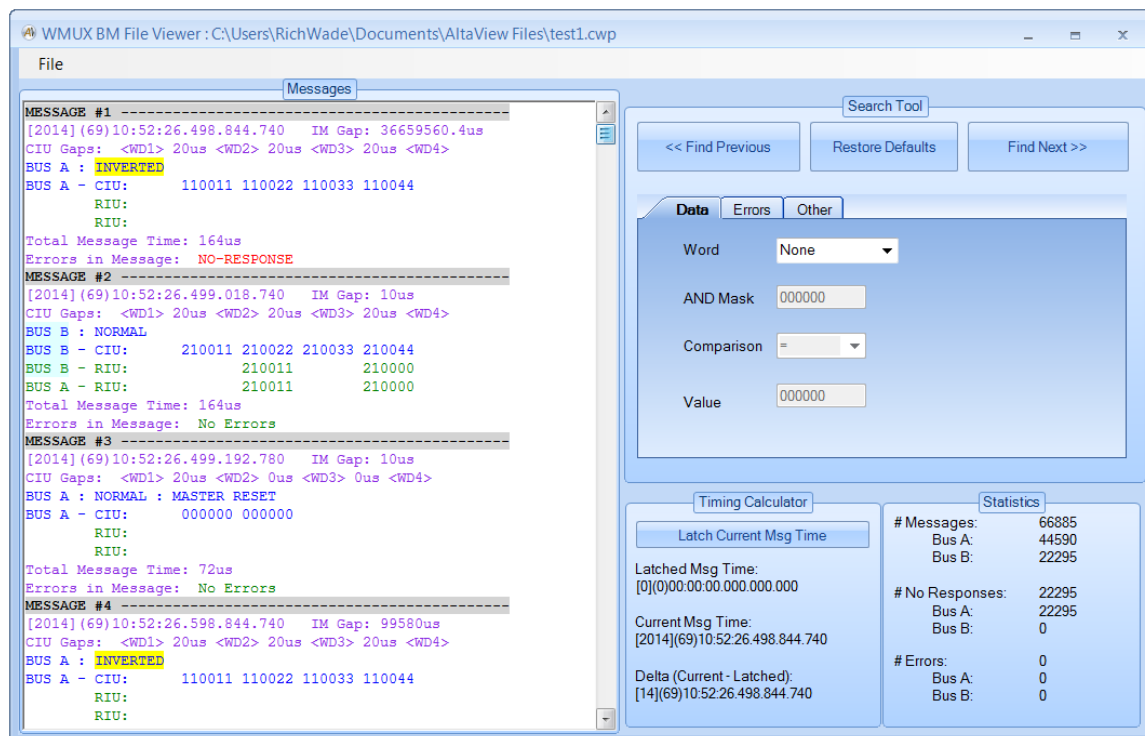 WMUX BM File Viewer : C:\Users\RichWade\Documents\AltaView Files\test1.cwp
File
Messages
MESSAGE #1 -------------------------------------------
[2014](69)10:52:26.498.844.740   IM Gap: 36659560.4us
CIU Gaps:  <WD1> 20us <WD2> 20us <WD3> 20us <WD4>
BUS A : INVERTED
BUS A - CIU:      110011 110022 110033 110044
RIU:
RIU:
Total Message Time: 164us
Errors in Message:  NO-RESPONSE
MESSAGE #2 -------------------------------------------
[2014](69)10:52:26.499.018.740   IM Gap: 10us
CIU Gaps:  <WD1> 20us <WD2> 20us <WD3> 20us <WD4>
BUS B : NORMAL
BUS B - CIU:      210011 210022 210033 210044
BUS B - RIU:             210011        210000
BUS A - RIU:             210011        210000
Total Message Time: 164us
Errors in Message:  No Errors
MESSAGE #3 -------------------------------------------
[2014](69)10:52:26.499.192.780   IM Gap: 10us
CIU Gaps:  <WD1> 20us <WD2> 0us <WD3> 0us <WD4>
BUS A : NORMAL : MASTER RESET
BUS A - CIU:      000000 000000
RIU:
RIU:
Total Message Time: 72us
Errors in Message:  No Errors
MESSAGE #4 -------------------------------------------
[2014](69)10:52:26.598.844.740   IM Gap: 99580us
CIU Gaps:  <WD1> 20us <WD2> 20us <WD3> 20us <WD4>
BUS A : INVERTED
BUS A - CIU:      110011 110022 110033 110044
RIU:
RIU:
Search Tool
<< Find Previous   Restore Defaults   Find Next >>
Data   Errors   Other
Word   None
AND Mask   000000
Comparison   =
Value   000000
Timing Calculator
Latch Current Msg Time
Latched Msg Time:
[0](0)00:00:00.000.000.000
Current Msg Time:
[2014](69)10:52:26.498.844.740
Delta (Current - Latched):
[14](69)10:52:26.498.844.740
Statistics
# Messages:   66885
Bus A:   44590
Bus B:   22295
# No Responses:   22295
Bus A:   22295
Bus B:   0
# Errors:   0
Bus A:   0
Bus B:   0